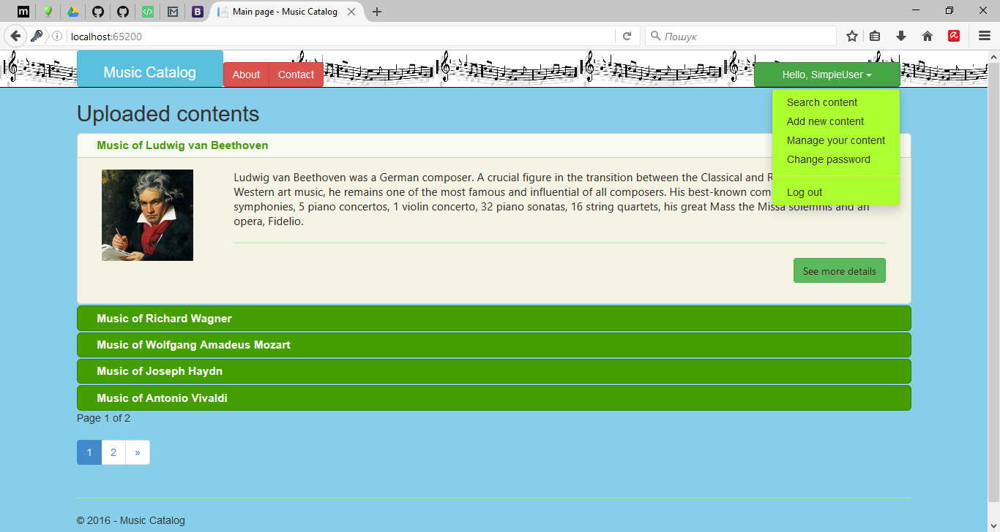 Main page - Music Catalog
localhost:65200
Пошук
Music Catalog
About
Contact
Hello, SimpleUser
Search content
Add new content
Manage your content
Change password
Log out
Uploaded contents
Music of Ludwig van Beethoven
Ludwig van Beethoven was a German composer. A crucial figure in the transition between the Classical and R
Western art music, he remains one of the most famous and influential of all composers. His best-known com
symphonies, 5 piano concertos, 1 violin concerto, 32 piano sonatas, 16 string quartets, his great Mass the Missa solemnis and an
opera, Fidelio.
See more details
Music of Richard Wagner
Music of Wolfgang Amadeus Mozart
Music of Joseph Haydn
Music of Antonio Vivaldi
Page 1 of 2
1 2 »
© 2016 - Music Catalog